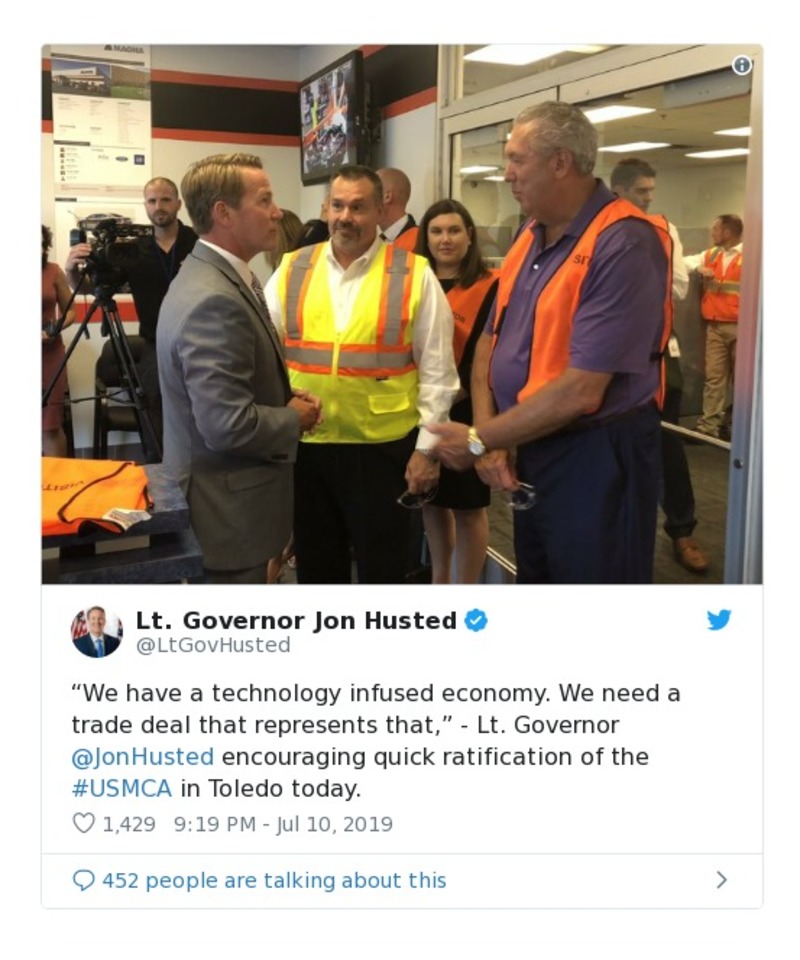 MAGNA
VISITOR
Lt. Governor Jon Husted
@LtGovHusted
“We have a technology infused economy. We need a
trade deal that represents that,” - Lt. Governor
@JonHusted encouraging quick ratification of the
#USMCA in Toledo today.
1,429 9:19 PM - Jul 10, 2019
452 people are talking about this